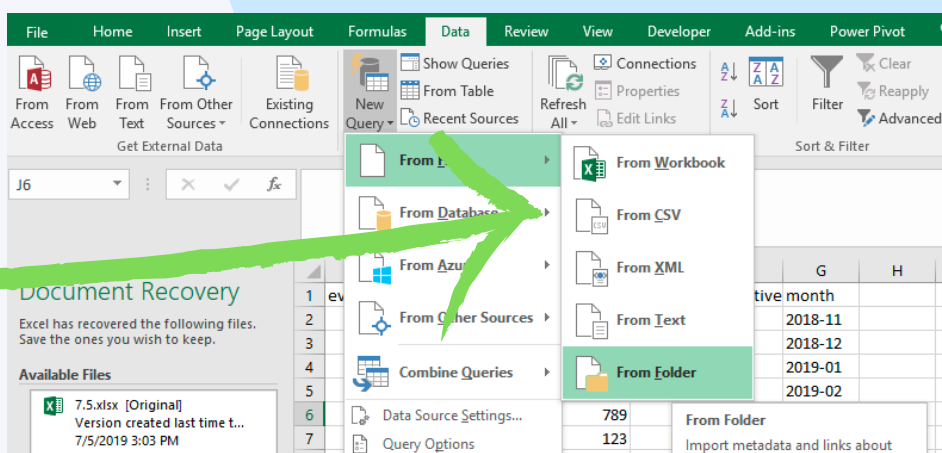 File Home Insert Page Layout Formulas Data Review View Developer Add-ins Power Pivot
From Access
From Web
From Text
From Other Sources
Existing Connections
Get External Data
New Query
Show Queries
From Table
Recent Sources
Refresh All
Connections
Properties
Edit Links
Sort
Filter
Clear
Reapply
Advanced
Sort & Filter
J6
fx
From
From Database
From
From Other Sources
Combine Queries
Data Source Settings...
Query Options
From Workbook
From CSV
From XML
From Text
From Folder
From Folder
Import metadata and links about
G H
1 month
2 2018-11
3 2018-12
4 2019-01
5 2019-02
6 789
7 123
Document Recovery
Excel has recovered the following files.
Save the ones you wish to keep.
Available Files
7.5.xlsx [Original]
Version created last time t...
7/5/2019 3:03 PM